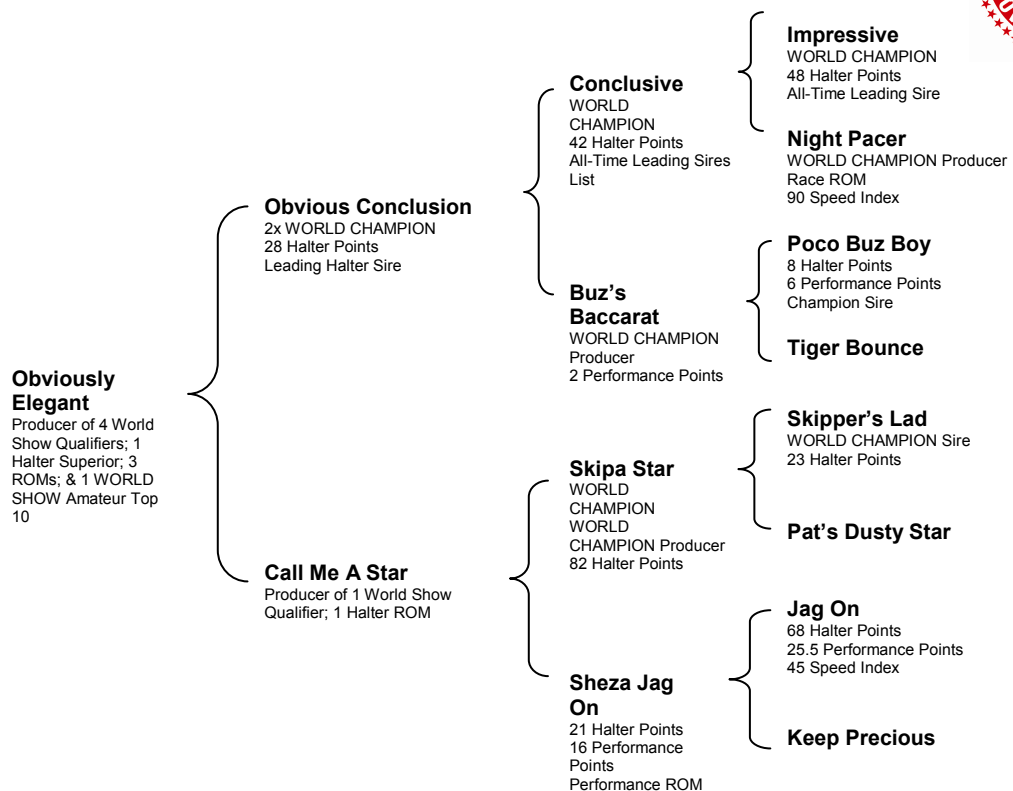 Obviously
Elegant
Producer of 4 World
Show Qualifiers; 1
Halter Superior; 3
ROMs; & 1 WORLD
SHOW Amateur Top
10
Obvious Conclusion
2x WORLD CHAMPION
28 Halter Points
Leading Halter Sire
Call Me A Star
Producer of 1 World Show
Qualifier; 1 Halter ROM
Conclusive
WORLD
CHAMPION
42 Halter Points
All-Time Leading Sires
List
Buz’s
Baccarat
WORLD CHAMPION
Producer
2 Performance Points
Skipa Star
WORLD
CHAMPION
WORLD
CHAMPION Producer
82 Halter Points
Sheza Jag
On
21 Halter Points
16 Performance
Points
Performance ROM
Impressive
WORLD CHAMPION
48 Halter Points
All-Time Leading Sire
Night Pacer
WORLD CHAMPION Producer
Race ROM
90 Speed Index
Poco Buz Boy
8 Halter Points
6 Performance Points
Champion Sire
Tiger Bounce
Skipper’s Lad
WORLD CHAMPION Sire
23 Halter Points
Pat’s Dusty Star
Jag On
68 Halter Points
25.5 Performance Points
45 Speed Index
Keep Precious